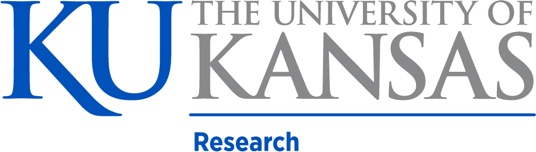 KU THE UNIVERSITY OF
KANSAS
Research